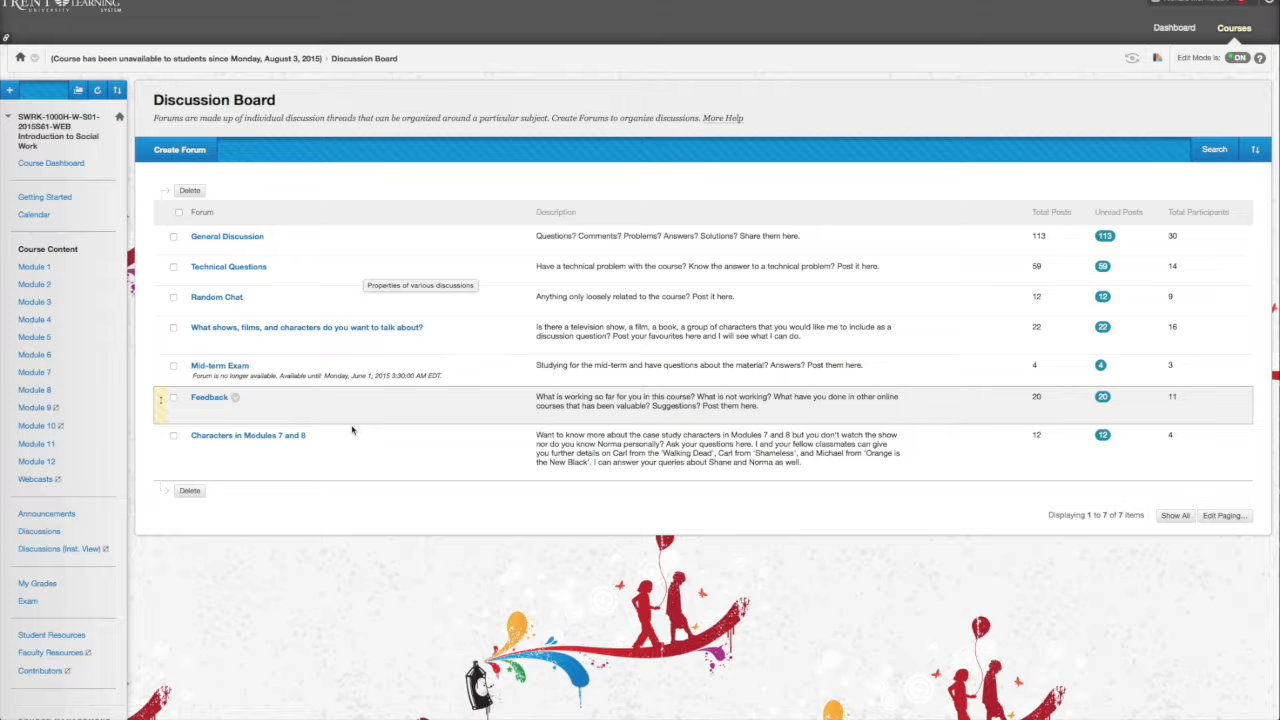 TRENT LEARNING
UNIVERSITY SYSTEM
Dashboard
Courses
(Course has been unavailable to students since Monday, August 3, 2015) › Discussion Board
Edit Mode is: ON ?
SWRK-1000H-W-S01-
2015S61-WEB
Introduction to Social
Work
Course Dashboard
Getting Started
Calendar
Course Content
Module 1
Module 2
Module 3
Module 4
Module 5
Module 6
Module 7
Module 8
Module 9
Module 10
Module 11
Module 12
Webcasts
Announcements
Discussions
Discussions (Inst. View)
My Grades
Exam
Student Resources
Faculty Resources
Contributors
Discussion Board
Forums are made up of individual discussion threads that can be organized around a particular subject. Create Forums to organize discussions. More Help
Create Forum
Search
Delete
Forum Description Total Posts Unread Posts Total Participants
General Discussion Questions? Comments? Problems? Answers? Solutions? Share them here. 113 113 30
Technical Questions Have a technical problem with the course? Know the answer to a technical problem? Post it here. 59 59 14
Properties of various discussions
Random Chat Anything only loosely related to the course? Post it here. 12 12 9
What shows, films, and characters do you want to talk about? Is there a television show, a film, a book, a group of characters that you would like me to include as a 22 22 16
discussion question? Post your favourites here and I will see what I can do.
Mid-term Exam Studying for the mid-term and have questions about the material? Answers? Post them here. 4 4 3
Forum is no longer available. Available until: Monday, June 1, 2015 3:30:00 AM EDT.
Feedback What is working so far for you in this course? What is not working? What have you done in other online 20 20 11
courses that has been valuable? Suggestions? Post them here.
Characters in Modules 7 and 8 Want to know more about the case study characters in Modules 7 and 8 but you don't watch the show 12 12 4
nor do you know Norma personally? Ask your questions here. I and your fellow classmates can give
you further details on Carl from the 'Walking Dead', Carl from 'Shameless', and Michael from 'Orange is
the New Black'. I can answer your queries about Shane and Norma as well.
Delete
Displaying 1 to 7 of 7 items Show All Edit Paging...